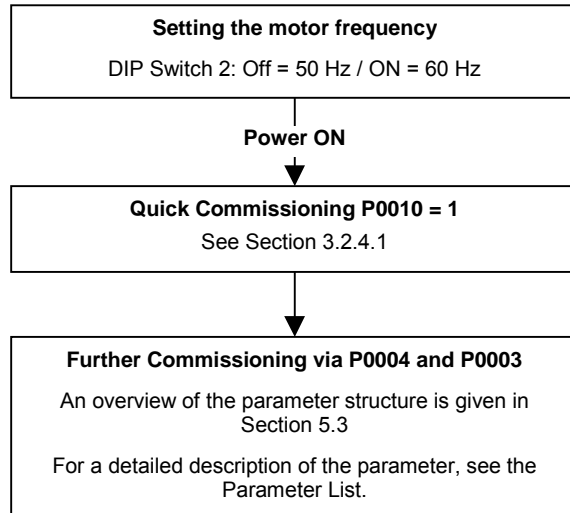 Setting the motor frequency
DIP Switch 2: Off = 50 Hz / ON = 60 Hz
Power ON
Quick Commissioning P0010 = 1
See Section 3.2.4.1
Further Commissioning via P0004 and P0003
An overview of the parameter structure is given in
Section 5.3
For a detailed description of the parameter, see the
Parameter List.